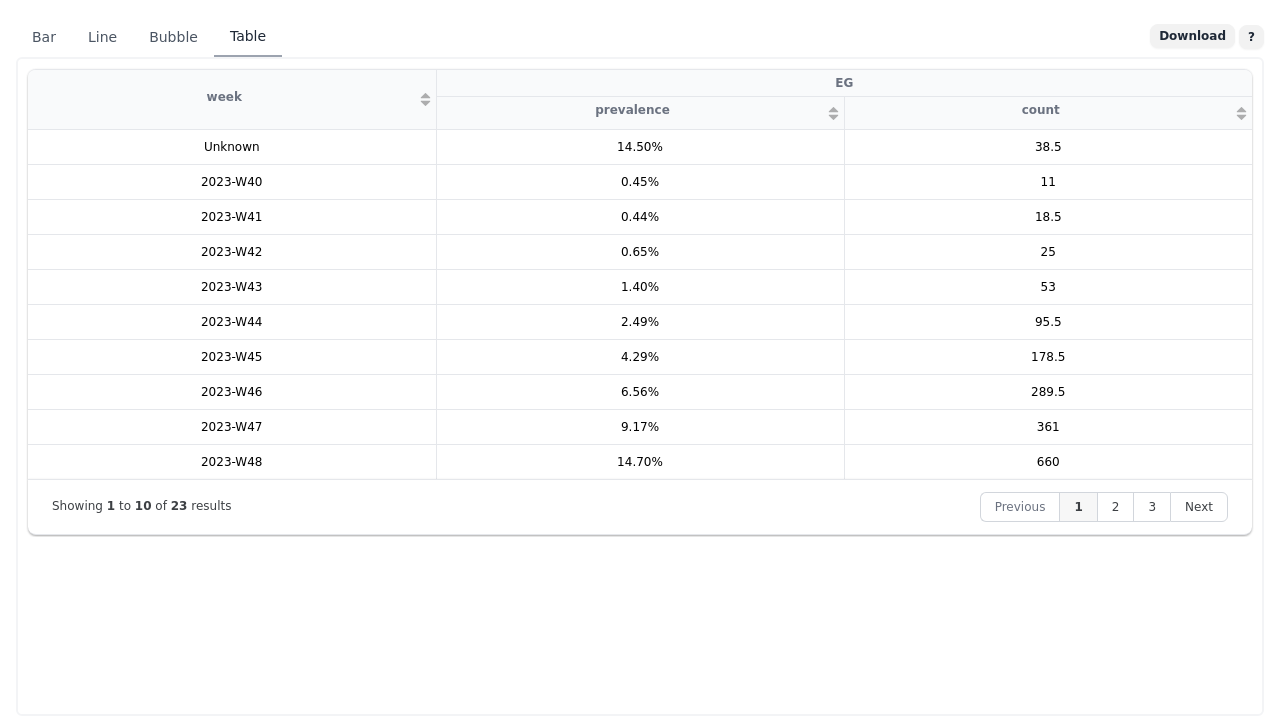 Bar Line Bubble Table Download ?
week EG
prevalence count
Unknown 14.50% 38.5
2023-W40 0.45% 11
2023-W41 0.44% 18.5
2023-W42 0.65% 25
2023-W43 1.40% 53
2023-W44 2.49% 95.5
2023-W45 4.29% 178.5
2023-W46 6.56% 289.5
2023-W47 9.17% 361
2023-W48 14.70% 660
Showing 1 to 10 of 23 results Previous 1 2 3 Next